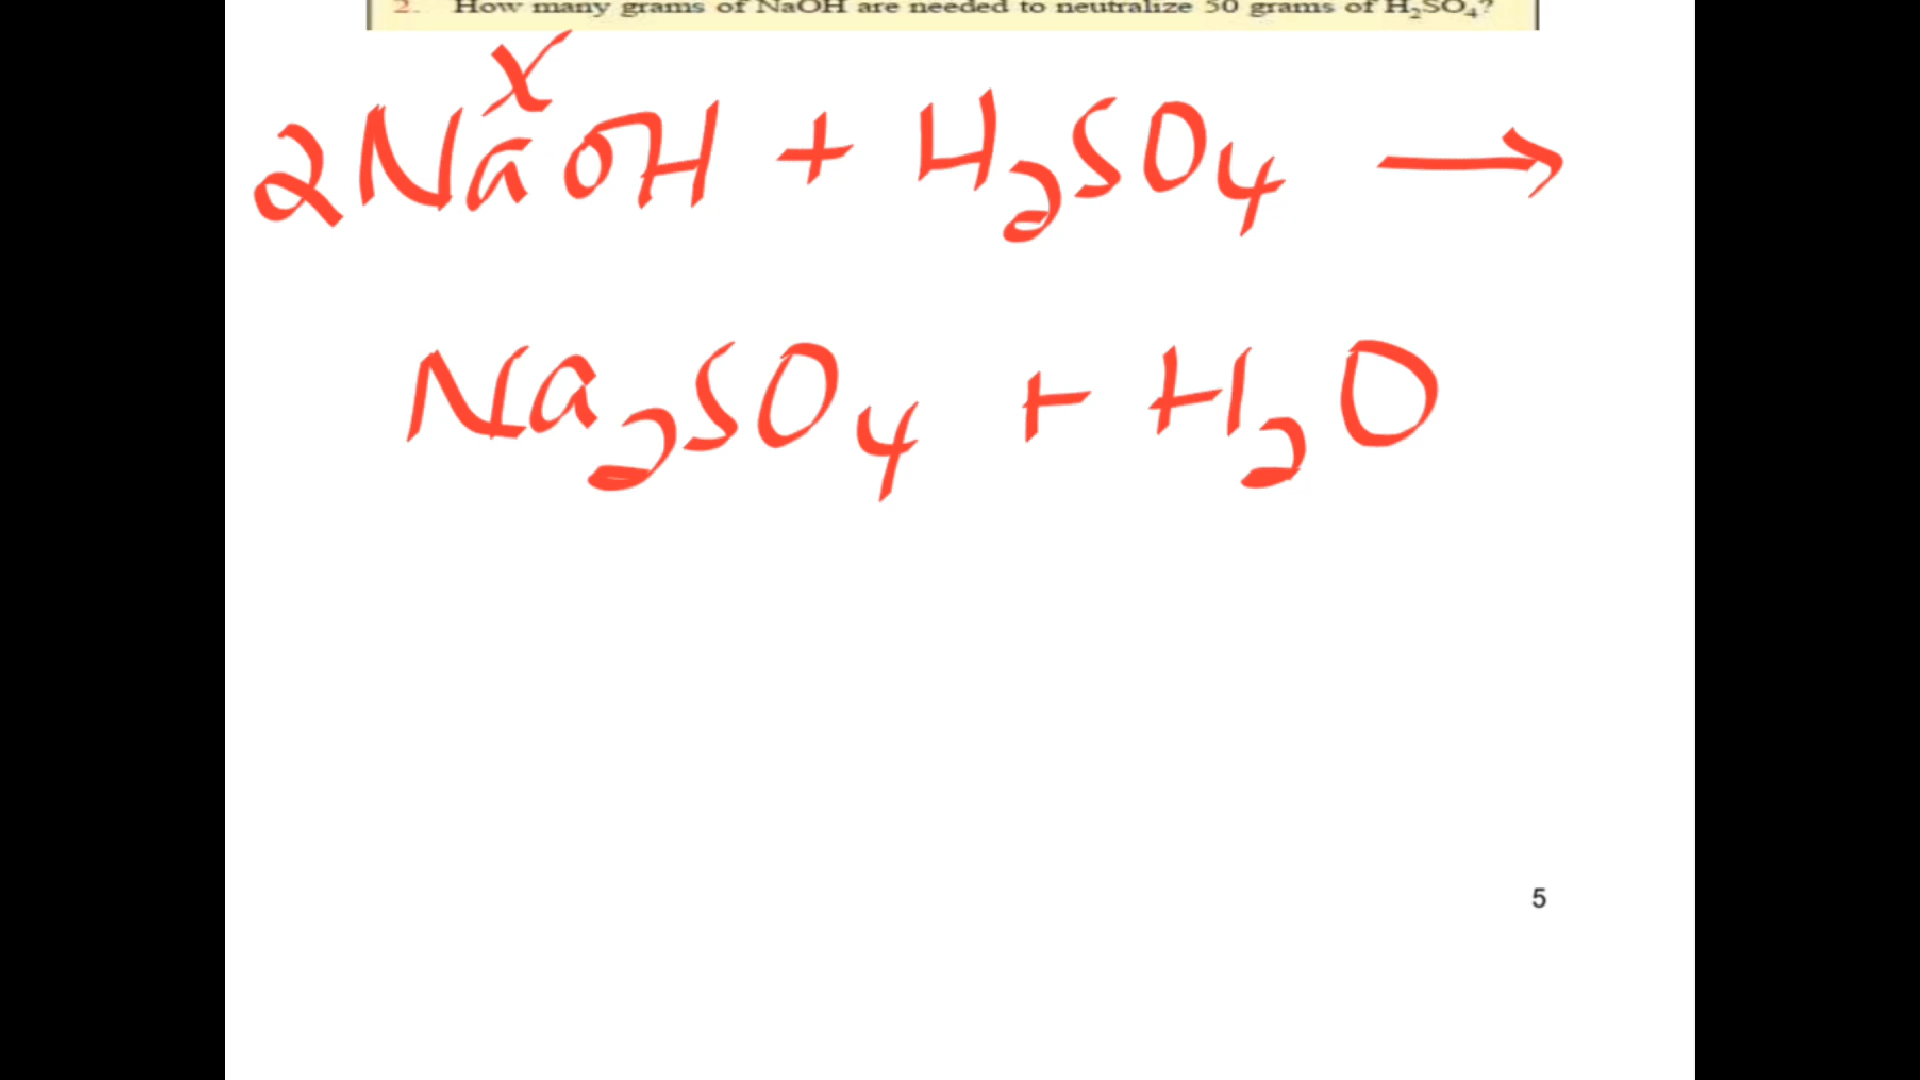 2. How many grams of NaOH are needed to neutralize 50 grams of H₂SO₄?
x
2NaOH + H₂SO₄ →
Na₂SO₄ + H₂O
5